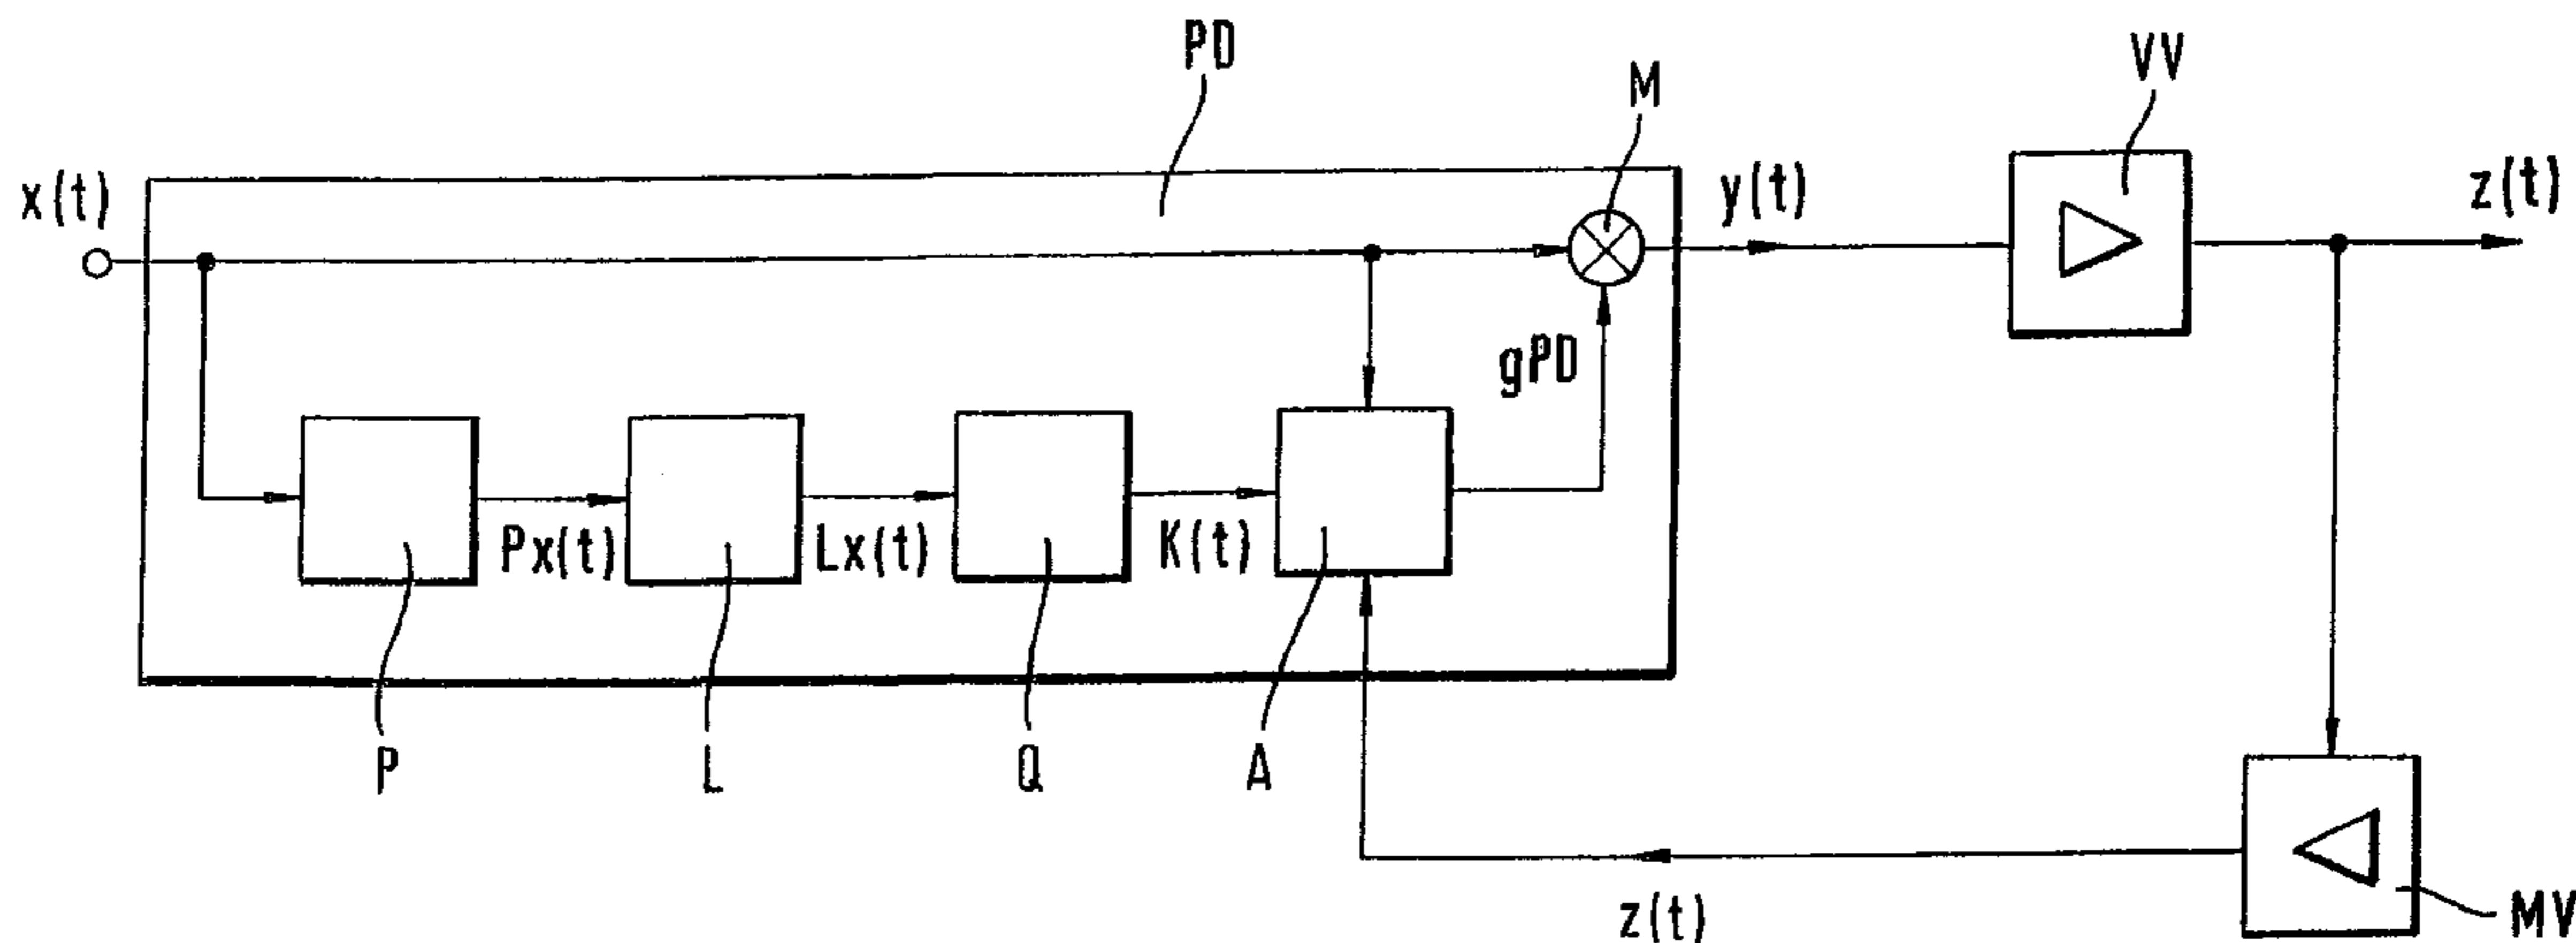 PD
M
VV
x(t)
y(t)
z(t)
gPD
Px(t)
Lx(t)
K(t)
P
L
Q
A
z(t)
MV